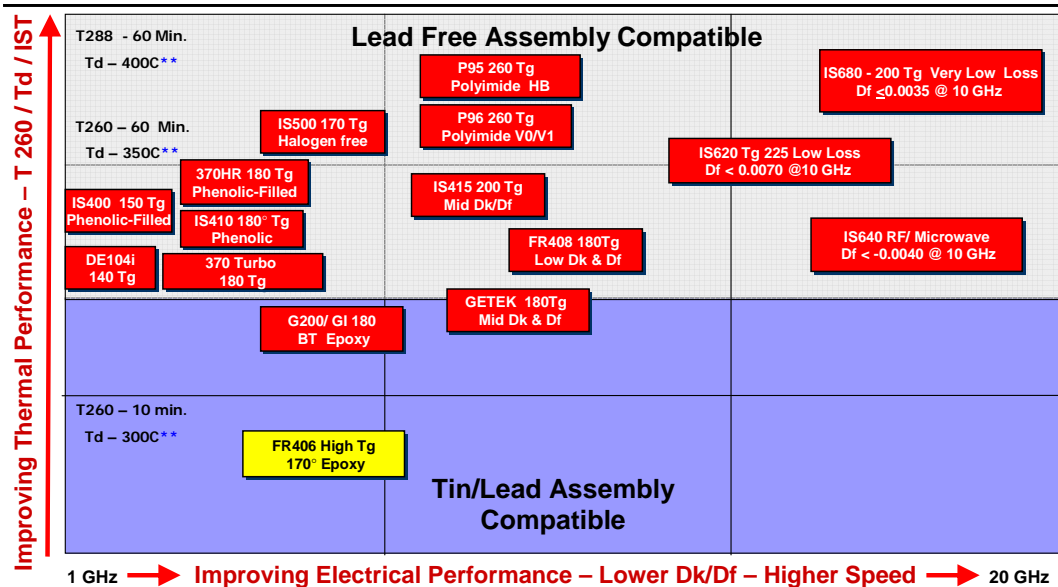 Improving Thermal Performance – T 260 / Td / IST
T288 - 60 Min.
Td – 400C**
Lead Free Assembly Compatible
P95 260 Tg
Polyimide HB
IS680 - 200 Tg Very Low Loss
Df ≤0.0035 @ 10 GHz
T260 – 60 Min.
Td – 350C**
IS500 170 Tg
Halogen free
P96 260 Tg
Polyimide V0/V1
IS620 Tg 225 Low Loss
Df < 0.0070 @10 GHz
370HR 180 Tg
Phenolic-Filled
IS400 150 Tg
Phenolic-Filled
IS415 200 Tg
Mid Dk/Df
IS410 180° Tg
Phenolic
FR408 180Tg
Low Dk & Df
IS640 RF/ Microwave
Df < -0.0040 @ 10 GHz
DE104i
140 Tg
370 Turbo
180 Tg
GETEK 180Tg
Mid Dk & Df
G200/ GI 180
BT Epoxy
T260 – 10 min.
Td – 300C**
FR406 High Tg
170° Epoxy
Tin/Lead Assembly
Compatible
1 GHz
Improving Electrical Performance – Lower Dk/Df – Higher Speed
20 GHz